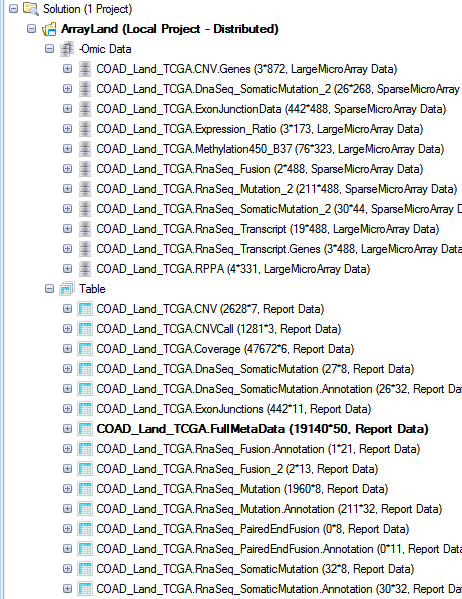 Solution (1 Project)
ArrayLand (Local Project - Distributed)
-Omic Data
COAD_Land_TCGA.CNV.Genes (3*872, LargeMicroArray Data)
COAD_Land_TCGA.DnaSeq_SomaticMutation_2 (26*268, SparseMicroArray
COAD_Land_TCGA.ExonJunctionData (442*488, SparseMicroArray Data)
COAD_Land_TCGA.Expression_Ratio (3*173, LargeMicroArray Data)
COAD_Land_TCGA.Methylation450_B37 (76*323, LargeMicroArray Data)
COAD_Land_TCGA.RnaSeq_Fusion (2*488, SparseMicroArray Data)
COAD_Land_TCGA.RnaSeq_Mutation_2 (211*488, SparseMicroArray Data)
COAD_Land_TCGA.RnaSeq_SomaticMutation_2 (30*44, SparseMicroArray D
COAD_Land_TCGA.RnaSeq_Transcript (19*488, LargeMicroArray Data)
COAD_Land_TCGA.RnaSeq_Transcript.Genes (3*488, LargeMicroArray Data)
COAD_Land_TCGA.RPPA (4*331, LargeMicroArray Data)
Table
COAD_Land_TCGA.CNV (2628*7, Report Data)
COAD_Land_TCGA.CNVCall (1281*3, Report Data)
COAD_Land_TCGA.Coverage (47672*6, Report Data)
COAD_Land_TCGA.DnaSeq_SomaticMutation (27*8, Report Data)
COAD_Land_TCGA.DnaSeq_SomaticMutation.Annotation (26*32, Report Dat
COAD_Land_TCGA.ExonJunctions (442*11, Report Data)
COAD_Land_TCGA.FullMetaData (19140*50, Report Data)
COAD_Land_TCGA.RnaSeq_Fusion.Annotation (1*21, Report Data)
COAD_Land_TCGA.RnaSeq_Fusion_2 (2*13, Report Data)
COAD_Land_TCGA.RnaSeq_Mutation (1960*8, Report Data)
COAD_Land_TCGA.RnaSeq_Mutation.Annotation (211*32, Report Data)
COAD_Land_TCGA.RnaSeq_PairedEndFusion (0*8, Report Data)
COAD_Land_TCGA.RnaSeq_PairedEndFusion.Annotation (0*11, Report Data)
COAD_Land_TCGA.RnaSeq_SomaticMutation (32*8, Report Data)
COAD_Land_TCGA.RnaSeq_SomaticMutation.Annotation (30*32, Report Dat